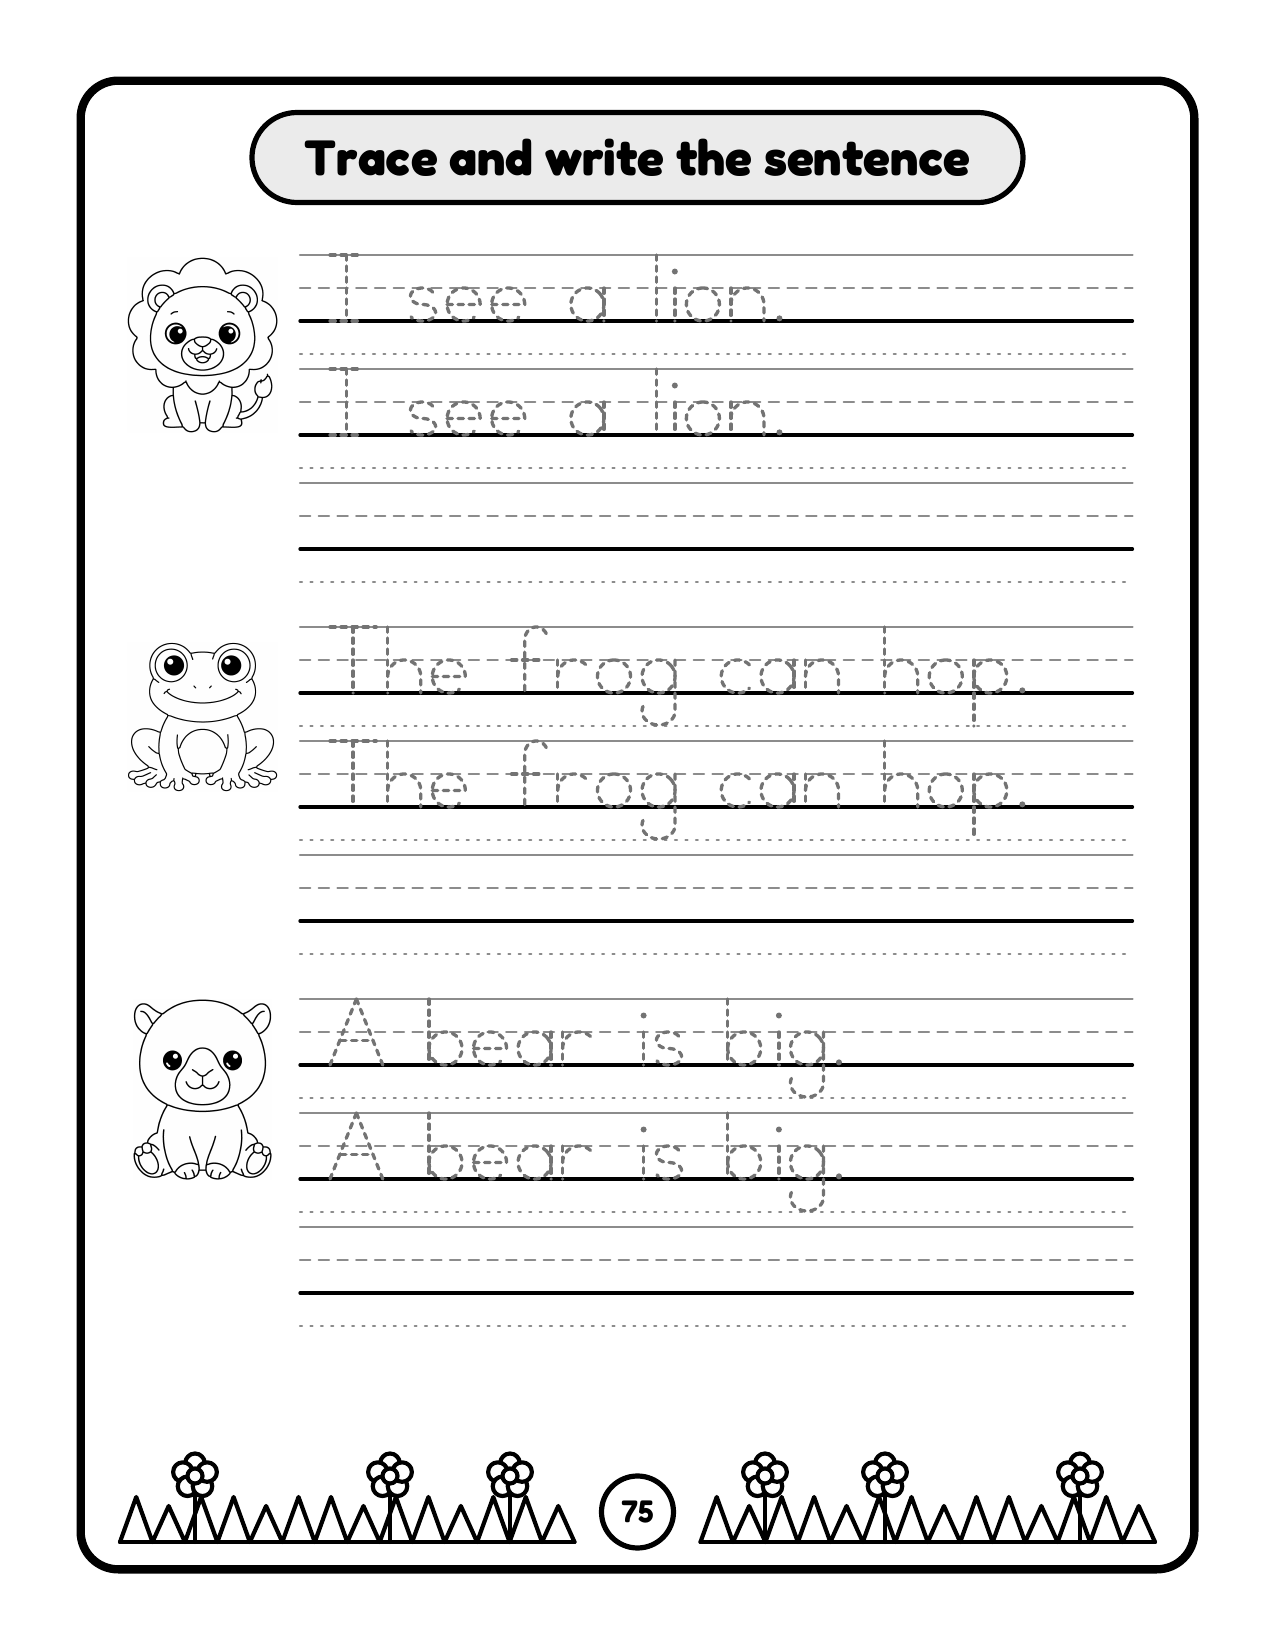 Trace and write the sentence
I see a lion.
I see a lion.
The frog can hop.
The frog can hop.
A bear is big.
A bear is big.
75